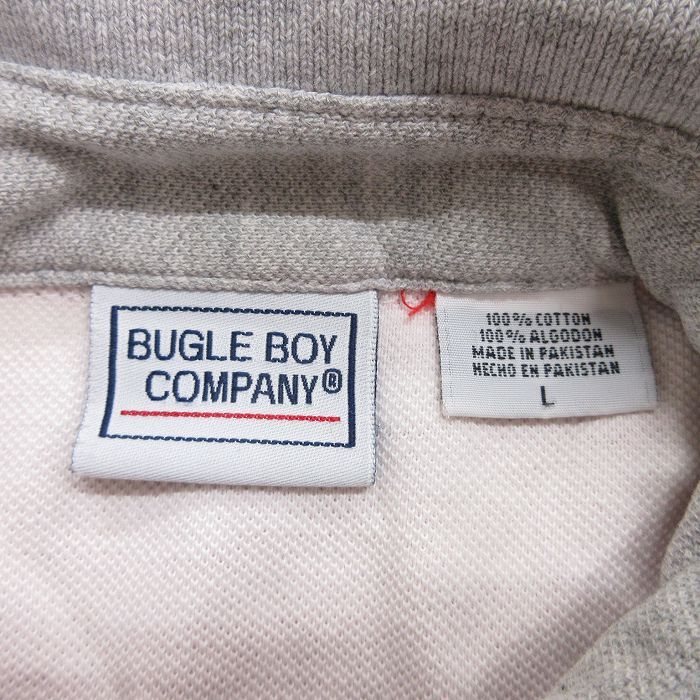 BUGLE BOY
COMPANY®
100% COTTON
100% ALGODON
MADE IN PAKISTAN
HECHO EN PAKISTAN
L